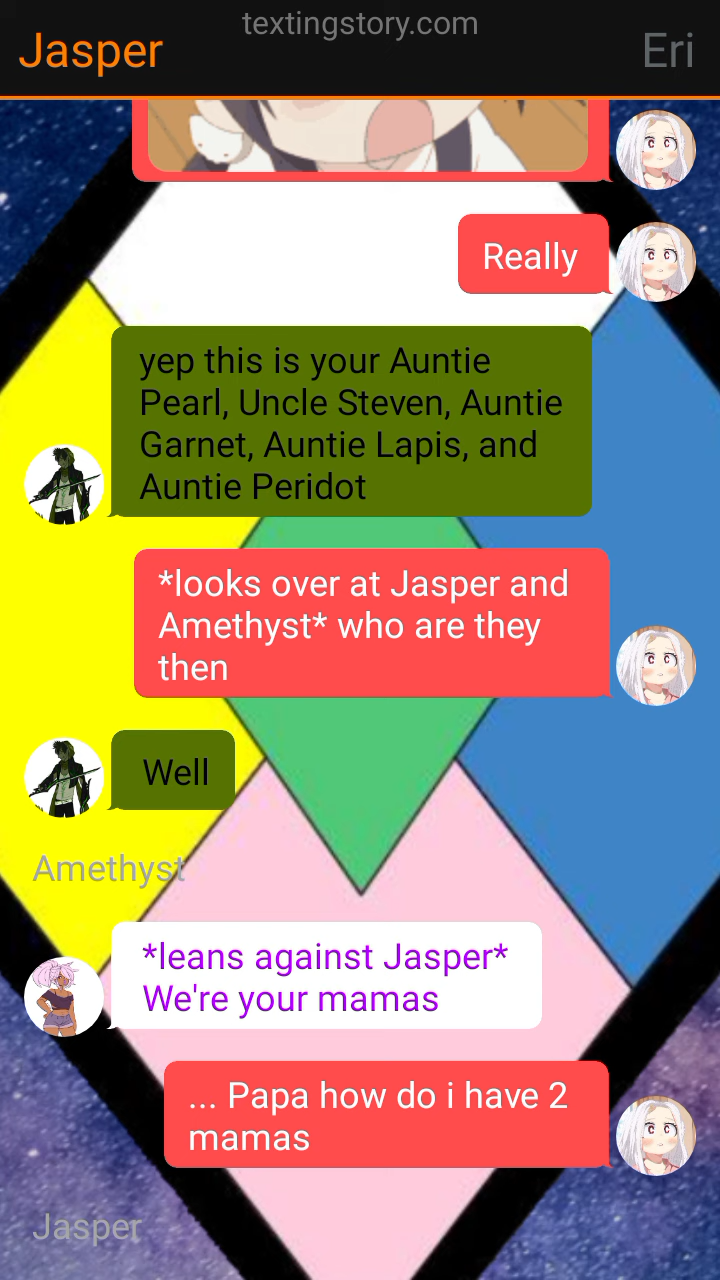 textingstory.com
Jasper
Eri
Really
yep this is your Auntie
Pearl, Uncle Steven, Auntie
Garnet, Auntie Lapis, and
Auntie Peridot
*looks over at Jasper and
Amethyst* who are they
then
Well
Amethyst
*leans against Jasper*
We're your mamas
... Papa how do i have 2
mamas
Jasper